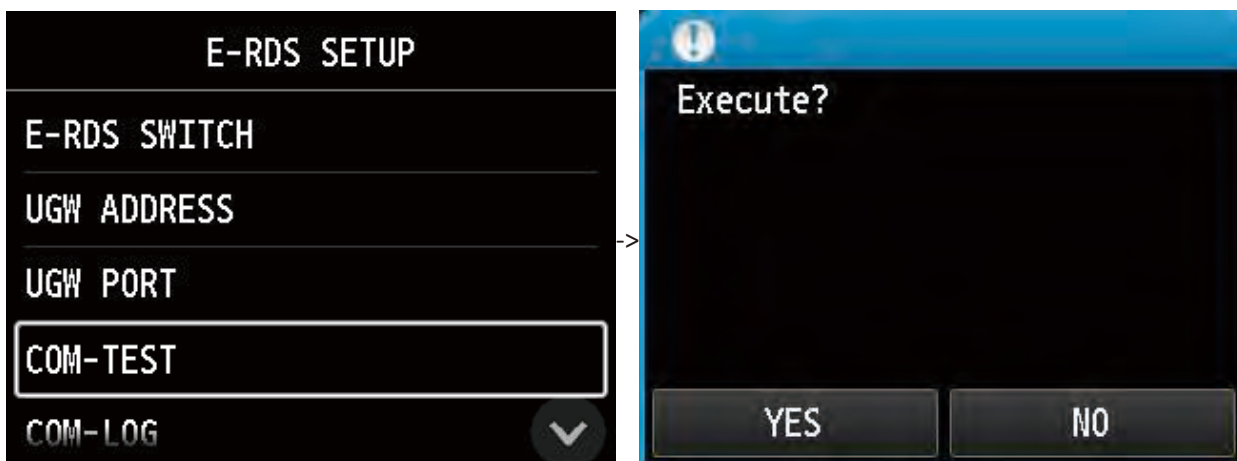 E-RDS SETUP
E-RDS SWITCH
UGW ADDRESS
UGW PORT
COM-TEST
COM-LOG
->
Execute?
YES
NO